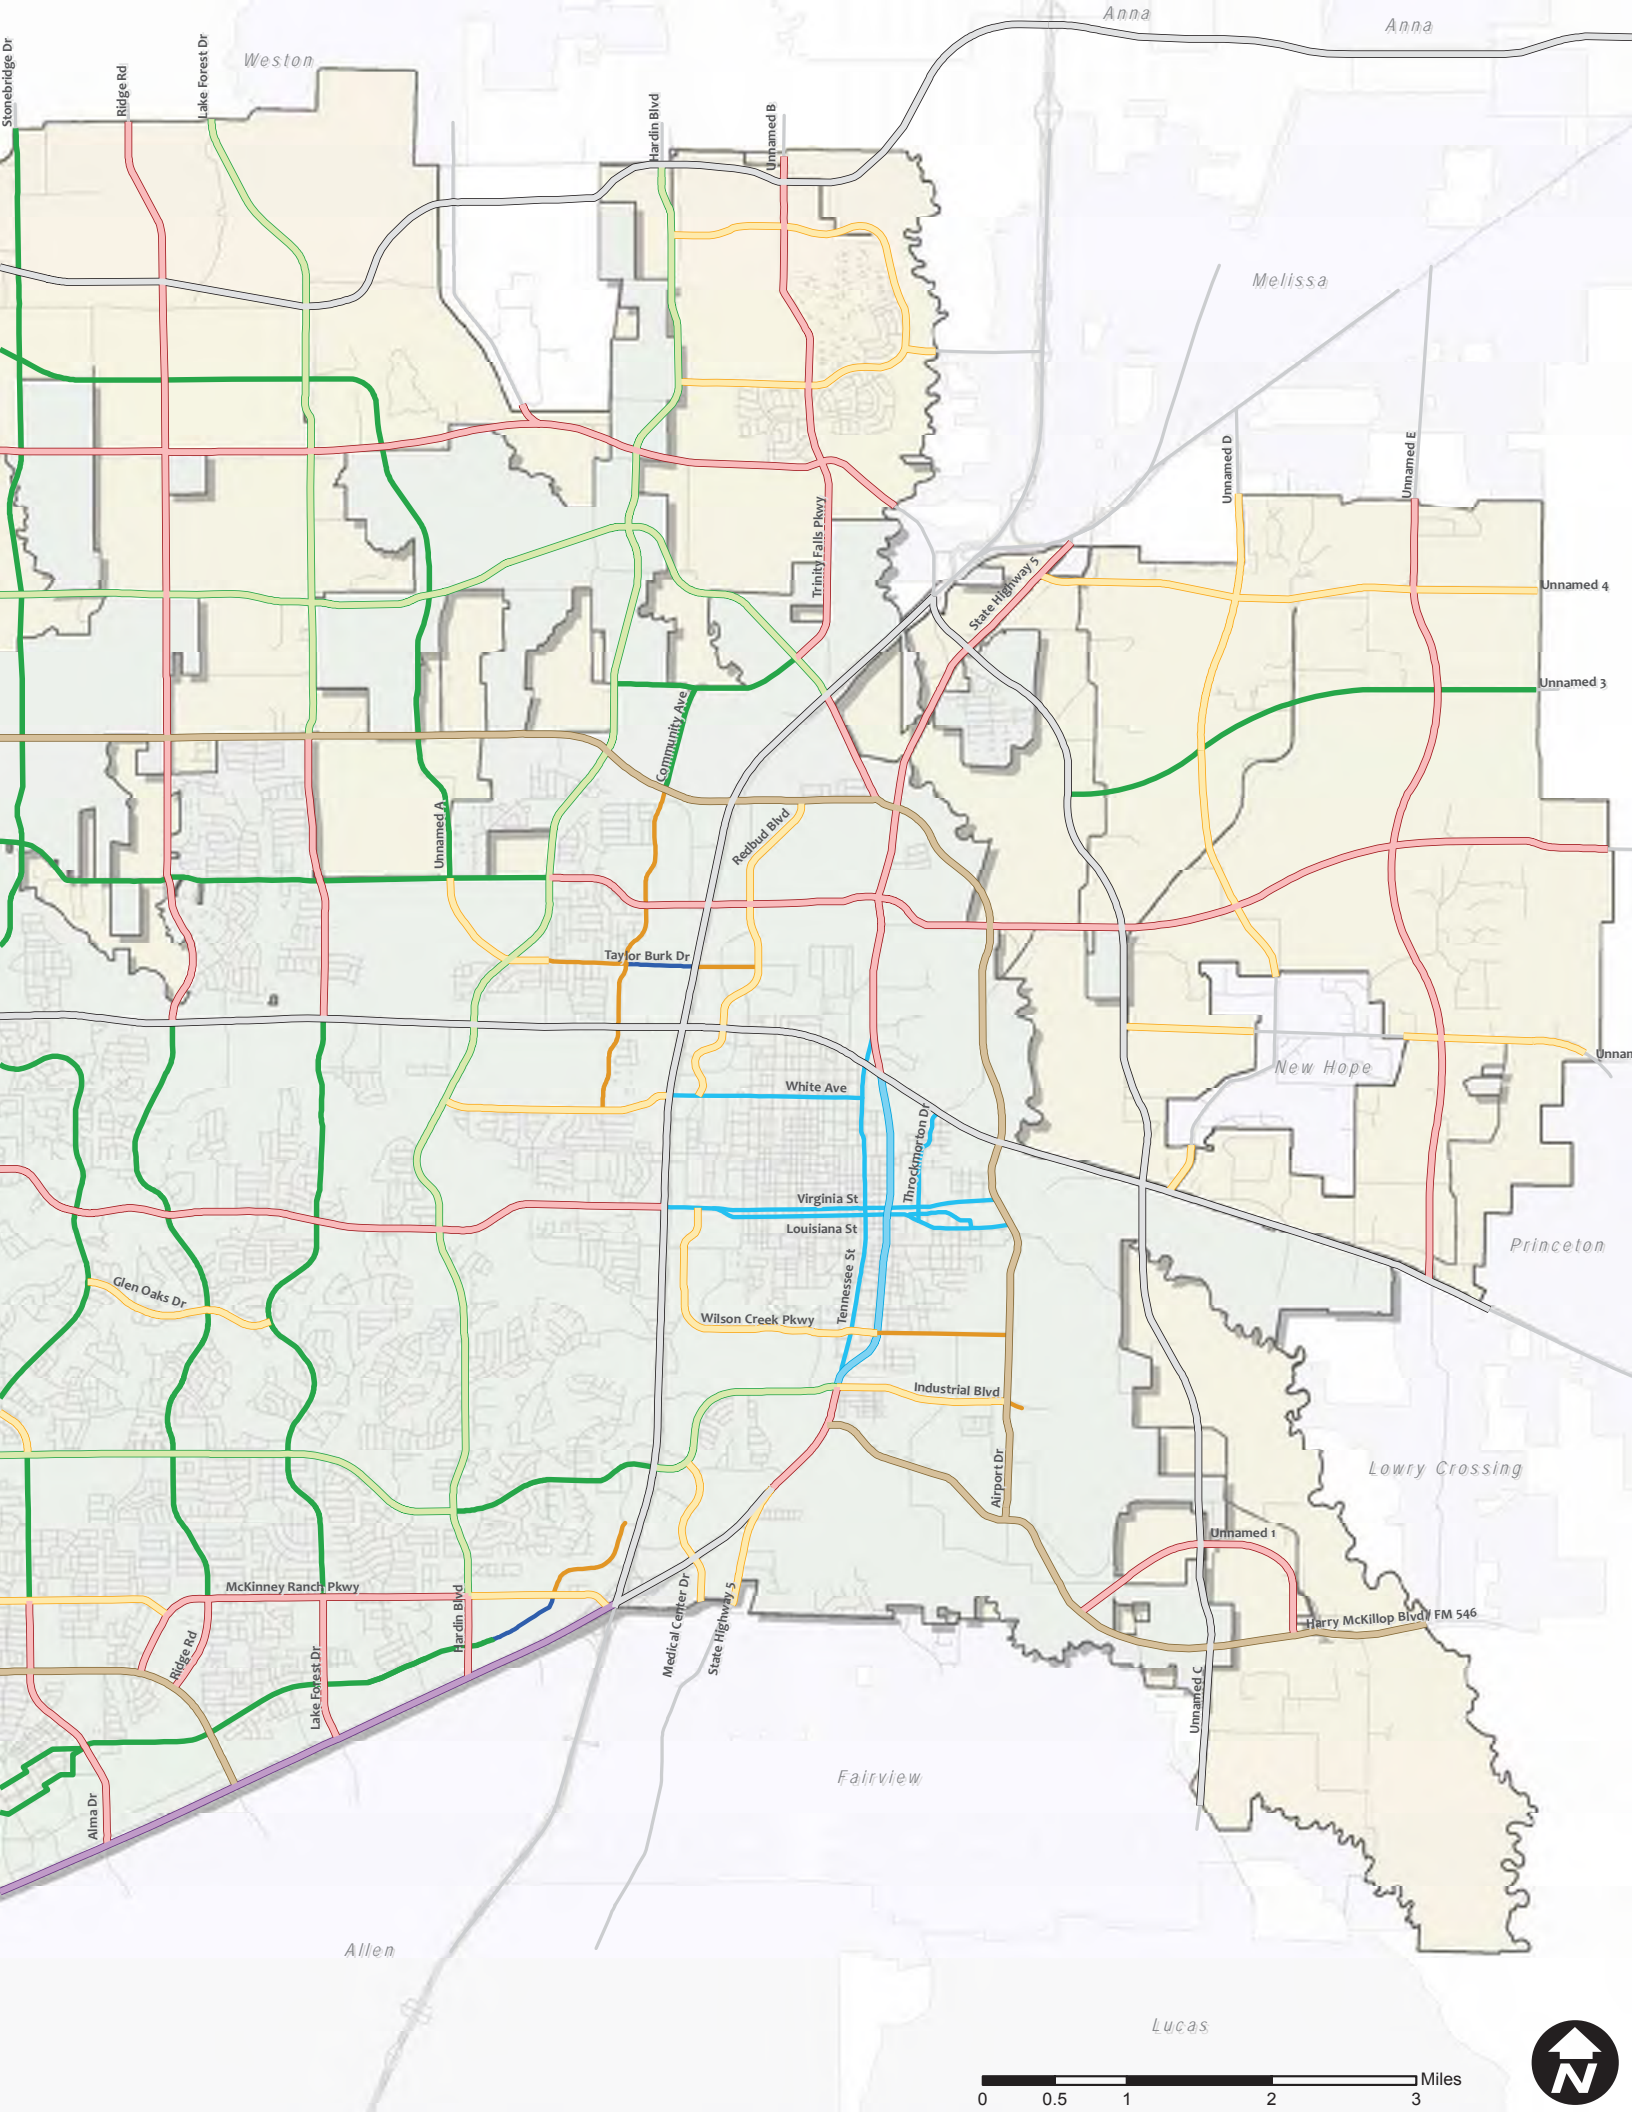 Anna
Anna
Weston
Stonebridge Dr
Ridge Rd
Lake Forest Dr
Hardin Blvd
Unnamed B
Melissa
Unnamed D
Unnamed E
Trinity Falls Pkwy
State Highway 5
Unnamed 4
Unnamed 3
Community Ave
Unnamed A
Redbud Blvd
Taylor Burk Dr
Unnam
New Hope
White Ave
Throckmorton Dr
Virginia St
Louisiana St
Princeton
Tennessee St
Glen Oaks Dr
Wilson Creek Pkwy
Industrial Blvd
Airport Dr
Lowry Crossing
Unnamed 1
McKinney Ranch Pkwy
Hardin Blvd
Medical Center Dr
State Highway 5
Harry McKillop Blvd/ FM 546
Ridge Rd
Lake Forest Dr
Unnamed C
Alma Dr
Fairview
Allen
Lucas
Miles
0 0.5 1 2 3
N